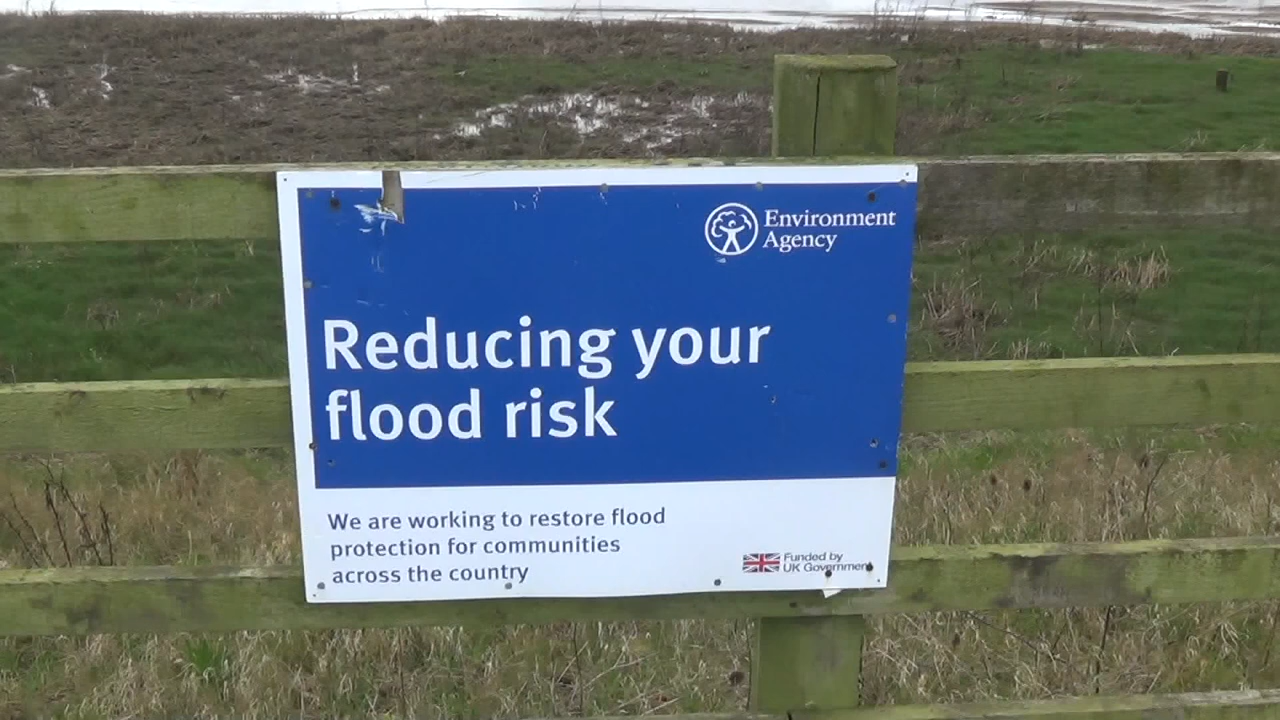 Environment
Agency
Reducing your
flood risk
We are working to restore flood
protection for communities
across the country
Funded by
UK Government